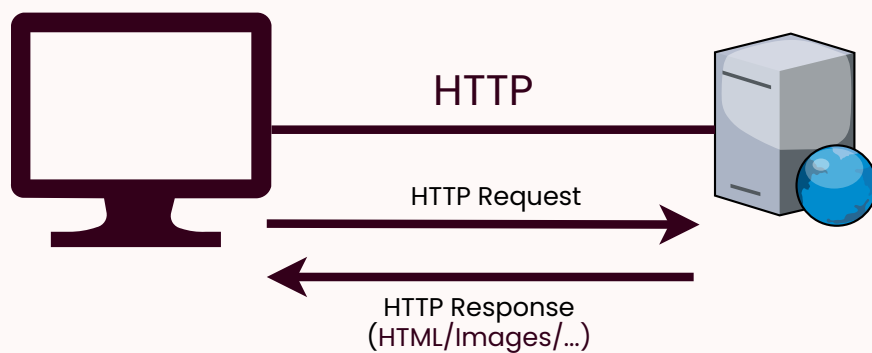 HTTP
HTTP Request
HTTP Response
(HTML/Images/...)